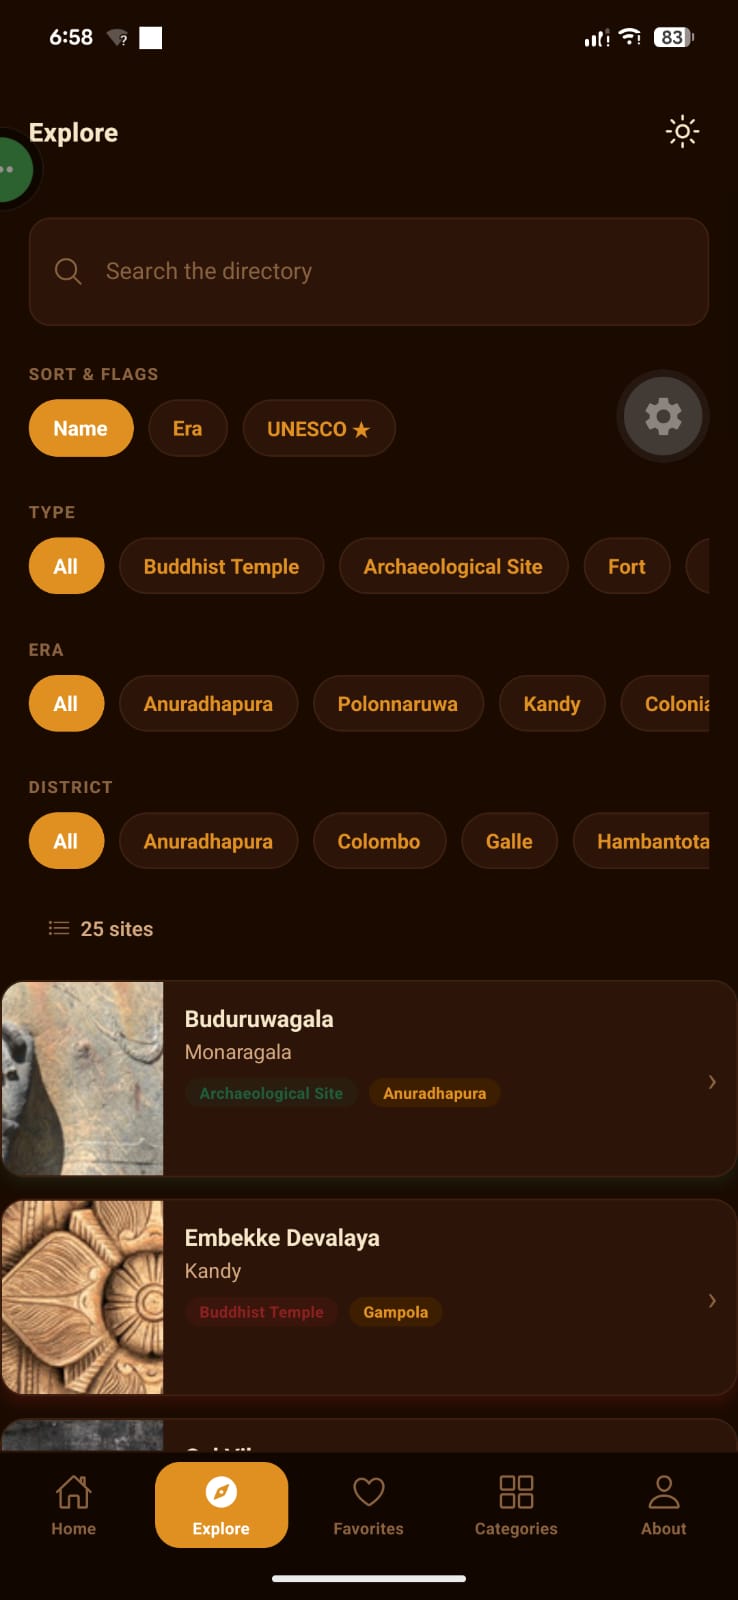 6:58
83
Explore
Search the directory
SORT & FLAGS
Name Era UNESCO ★
TYPE
All Buddhist Temple Archaeological Site Fort
ERA
All Anuradhapura Polonnaruwa Kandy
DISTRICT
All Anuradhapura Colombo Galle Hambantota
25 sites
Buduruwagala
Monaragala
Archaeological Site Anuradhapura
Embekke Devalaya
Kandy
Buddhist Temple Gampola
Home Explore Favorites Categories About